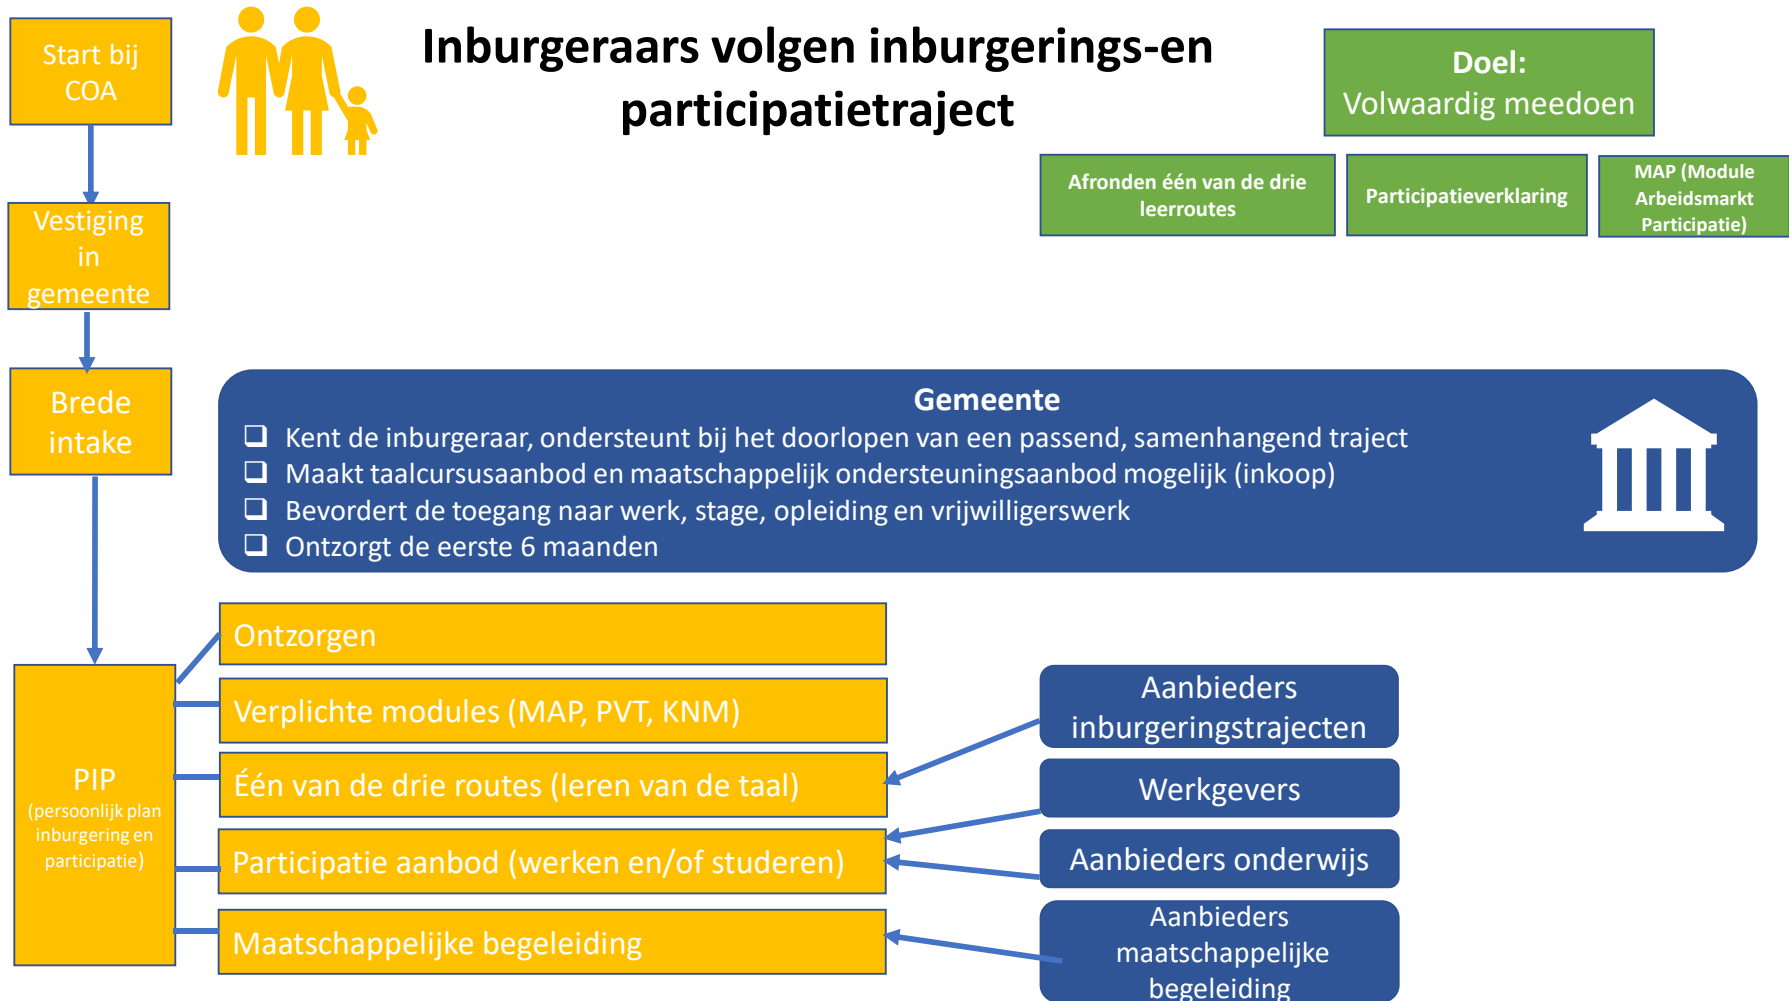 Start bij
COA
Inburgeraars volgen inburgerings-en
participatietraject
Doel:
Volwaardig meedoen
Afronden één van de drie
leerroutes
Participatieverklaring
MAP (Module
Arbeidsmarkt
Participatie)
Vestiging
in
gemeente
Brede
intake
Gemeente
❑ Kent de inburgeraar, ondersteunt bij het doorlopen van een passend, samenhangend traject
❑ Maakt taalcursusaanbod en maatschappelijk ondersteuningsaanbod mogelijk (inkoop)
❑ Bevordert de toegang naar werk, stage, opleiding en vrijwilligerswerk
❑ Ontzorgt de eerste 6 maanden
PIP
(persoonlijk plan
inburgering en
participatie)
Ontzorgen
Verplichte modules (MAP, PVT, KNM)
Één van de drie routes (leren van de taal)
Participatie aanbod (werken en/of studeren)
Maatschappelijke begeleiding
Aanbieders
inburgeringstrajecten
Werkgevers
Aanbieders onderwijs
Aanbieders
maatschappelijke
begeleiding